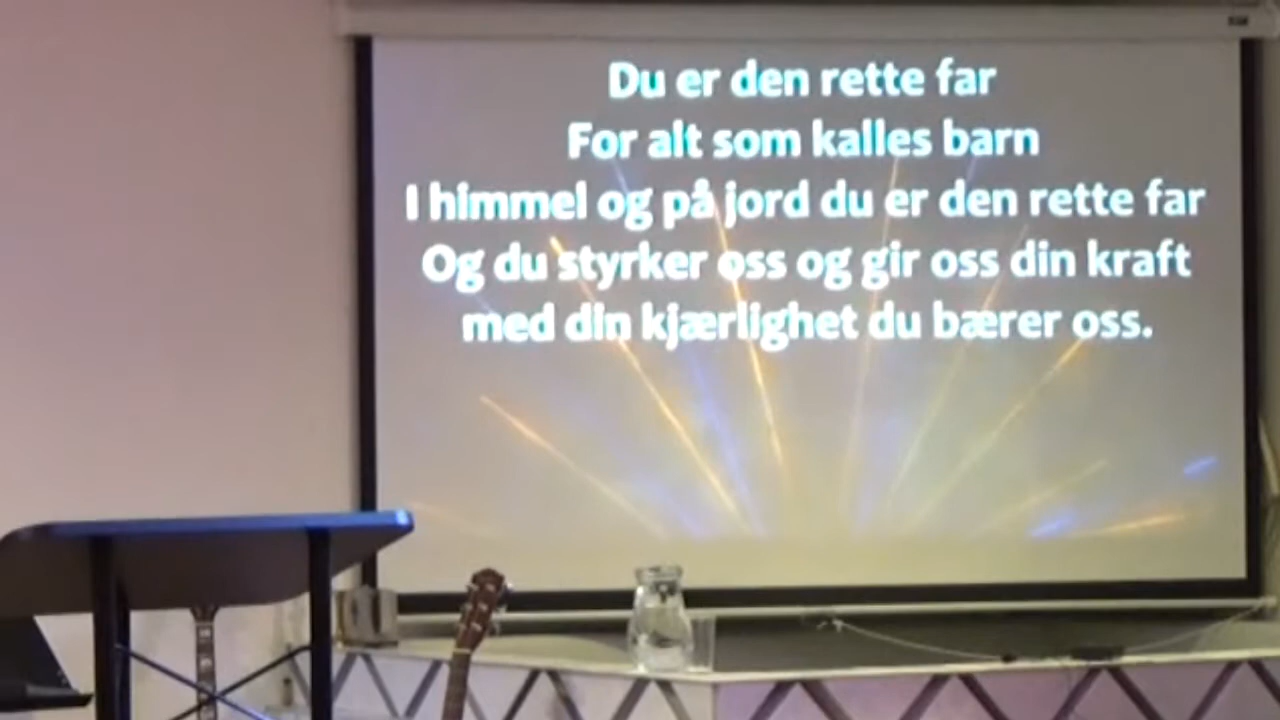 Du er den rette far
For alt som kalles barn
I himmel og på jord du er den rette far
Og du styrker oss og gir oss din kraft
med din kjærlighet du bærer oss.